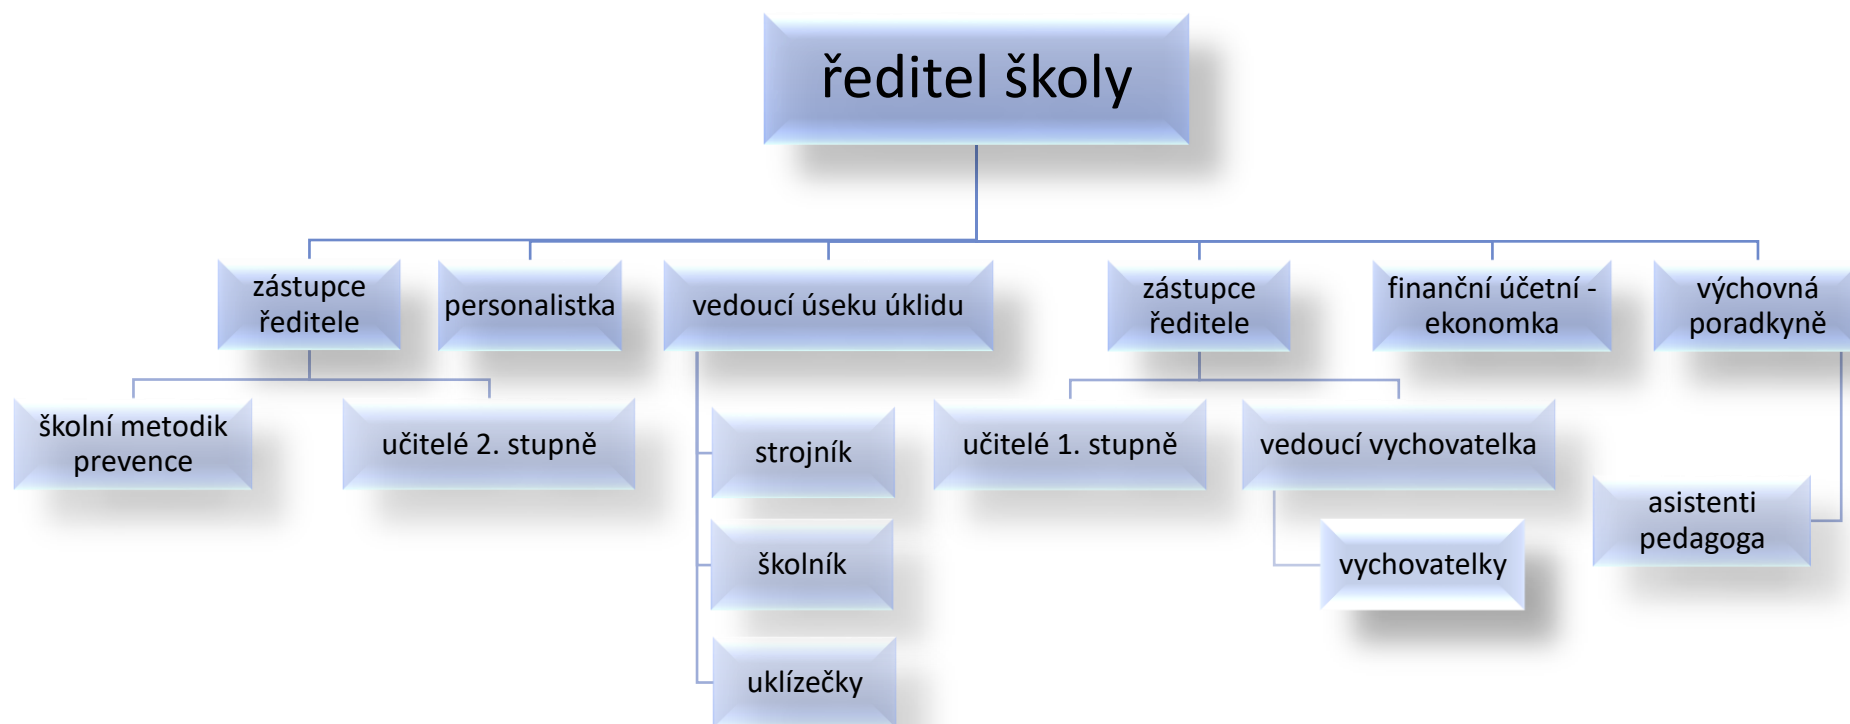 ředitel školy
zástupce
ředitele
personalistka
vedoucí úseku úklidu
zástupce
ředitele
finanční účetní -
ekonomka
výchovná
poradkyně
školní metodik
prevence
učitelé 2. stupně
strojník
školník
uklízečky
učitelé 1. stupně
vedoucí vychovatelka
vychovatelky
asistenti
pedagoga